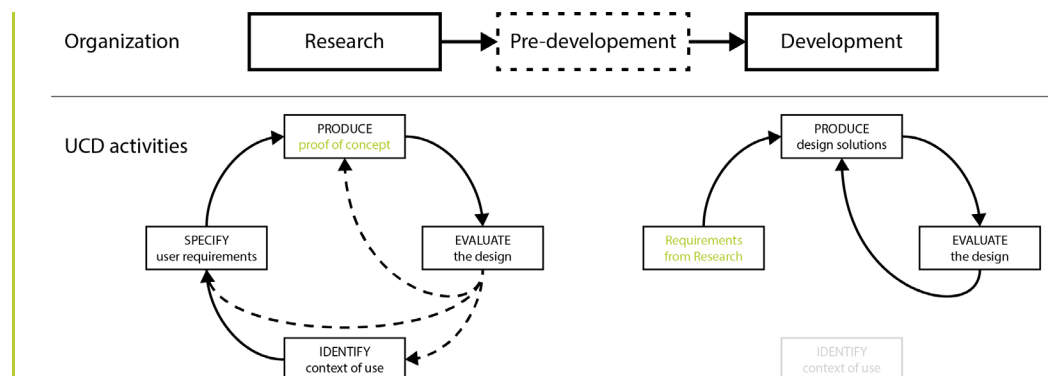 Organization
Research
Pre-developement
Development
UCD activities
PRODUCE
proof of concept
PRODUCE
design solutions
SPECIFY
user requirements
EVALUATE
the design
Requirements
from Research
EVALUATE
the design
IDENTIFY
context of use
IDENTIFY
context of use